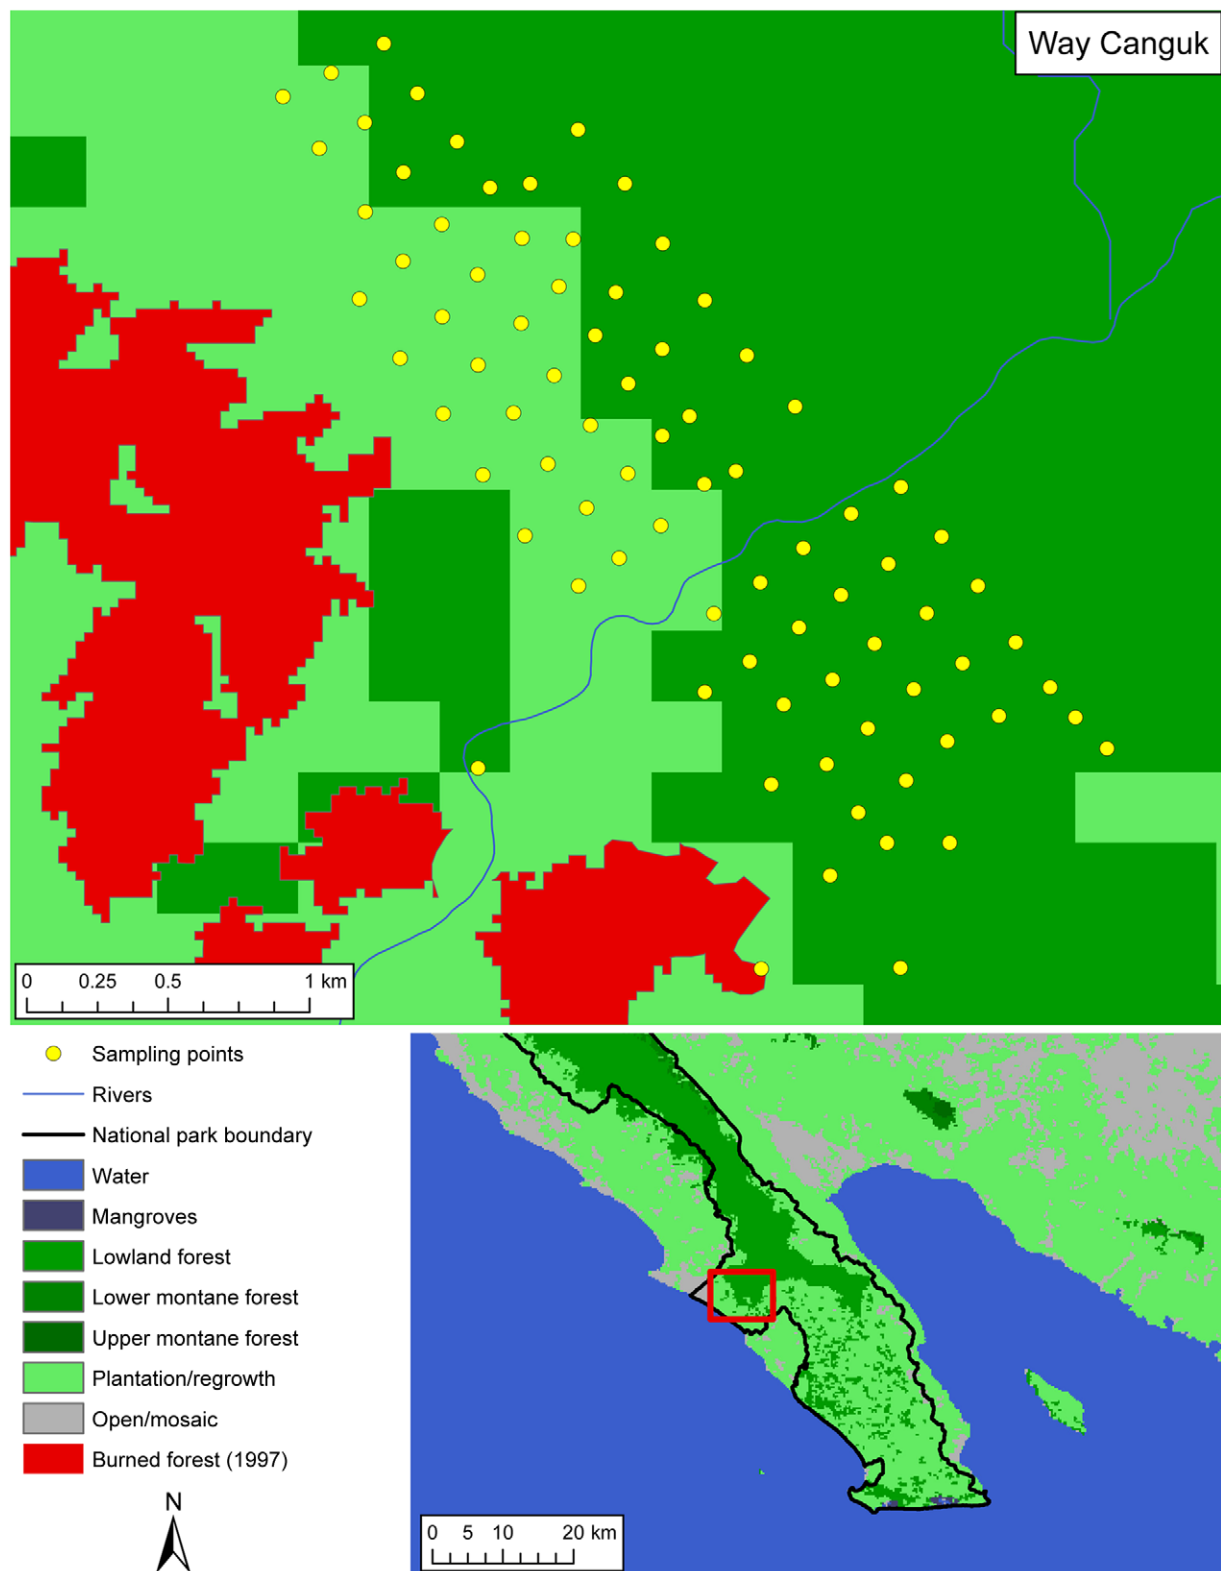 Way Canguk
0 0.25 0.5 1 km
Sampling points
Rivers
National park boundary
Water
Mangroves
Lowland forest
Lower montane forest
Upper montane forest
Plantation/regrowth
Open/mosaic
Burned forest (1997)
N
0 5 10 20 km